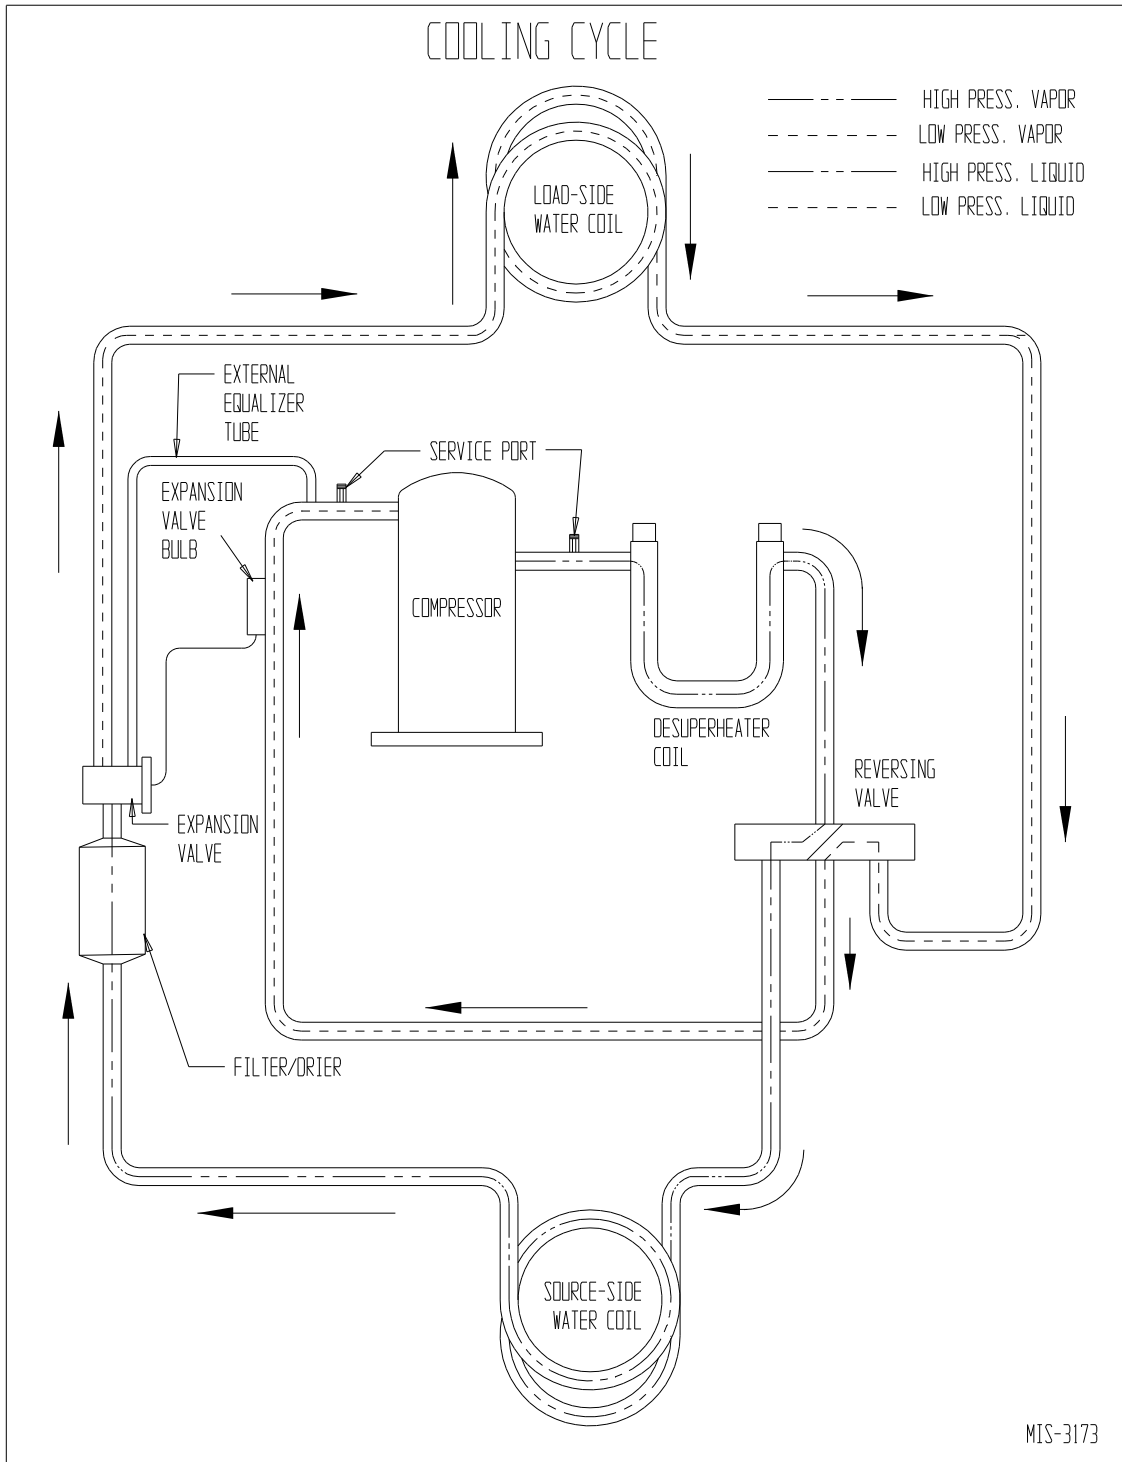 COOLING CYCLE
HIGH PRESS. VAPOR
LOW PRESS. VAPOR
HIGH PRESS. LIQUID
LOW PRESS. LIQUID
LOAD-SIDE
WATER COIL
EXTERNAL
EQUALIZER
TUBE
SERVICE PORT
EXPANSION
VALVE
BULB
COMPRESSOR
DESUPERHEATER
COIL
REVERSING
VALVE
EXPANSION
VALVE
FILTER/DRIER
SOURCE-SIDE
WATER COIL
MIS-3173